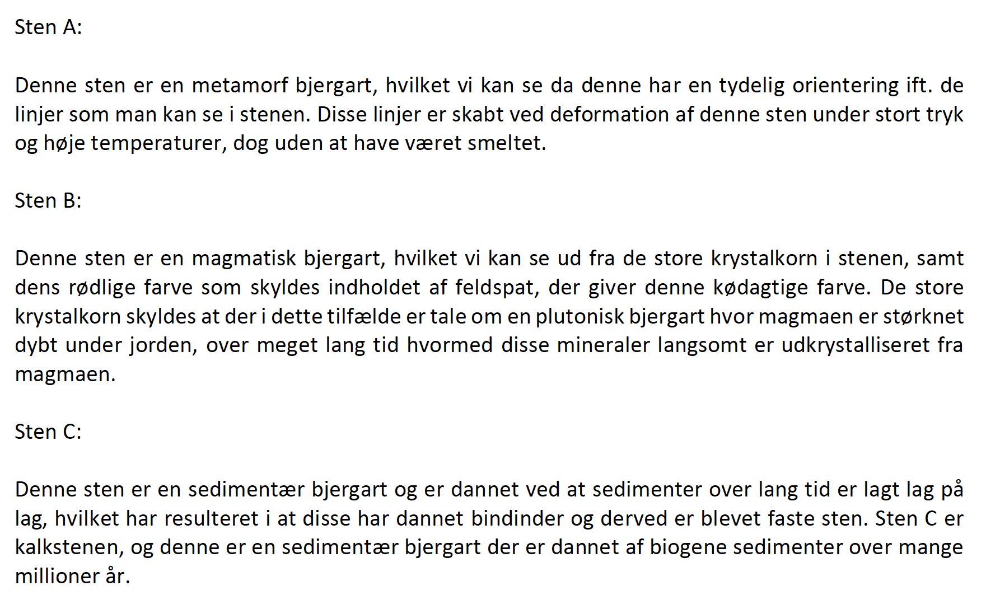 Sten A:
Denne sten er en metamorf bjergart, hvilket vi kan se da denne har en tydelig orientering ift. de
linjer som man kan se i stenen. Disse linjer er skabt ved deformation af denne sten under stort tryk
og høje temperaturer, dog uden at have været smeltet.
Sten B:
Denne sten er en magmatisk bjergart, hvilket vi kan se ud fra de store krystalkorn i stenen, samt
dens rødlige farve som skyldes indholdet af feldspat, der giver denne kødagtige farve. De store
krystalkorn skyldes at der i dette tilfælde er tale om en plutonisk bjergart hvor magmaen er størknet
dybt under jorden, over meget lang tid hvormed disse mineraler langsomt er udkrystalliseret fra
magmaen.
Sten C:
Denne sten er en sedimentær bjergart og er dannet ved at sedimenter over lang tid er lagt lag på
lag, hvilket har resulteret i at disse har dannet bindinder og derved er blevet faste sten. Sten C er
kalkstenen, og denne er en sedimentær bjergart der er dannet af biogene sedimenter over mange
millioner år.